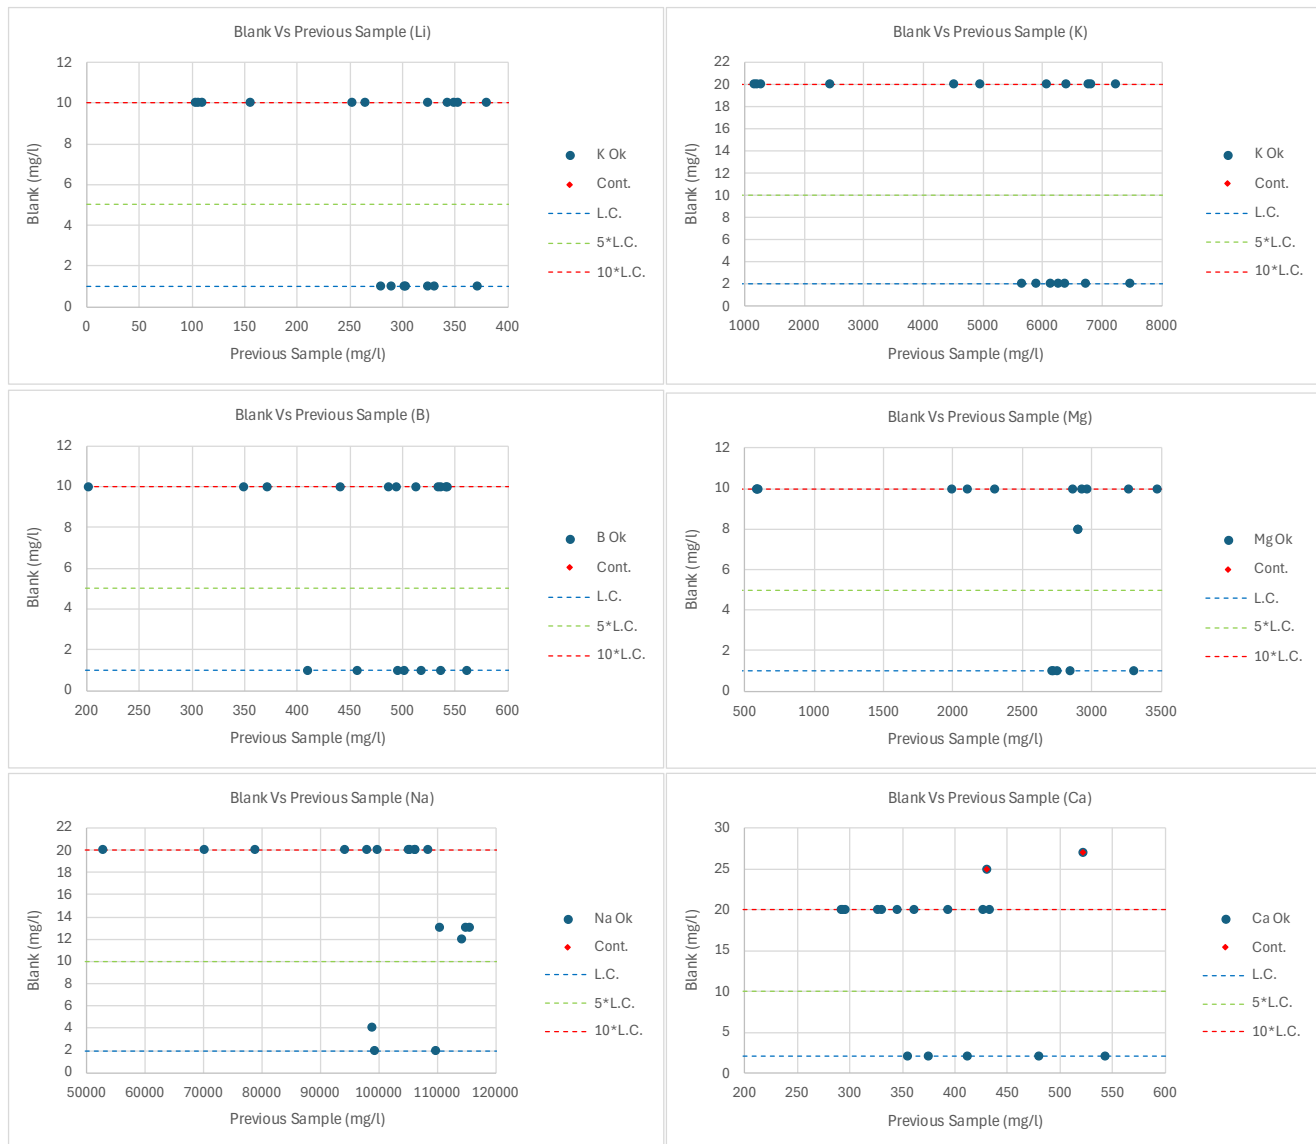 Blank Vs Previous Sample (Li)
12
10
8
6
4
2
0
0 50 100 150 200 250 300 350 400
Blank (mg/l)
Previous Sample (mg/l)
K Ok
Cont.
L.C.
5*L.C.
10*L.C.
Blank Vs Previous Sample (K)
22
20
18
16
14
12
10
8
6
4
2
0
1000 2000 3000 4000 5000 6000 7000 8000
Blank (mg/l)
Previous Sample (mg/l)
K Ok
Cont.
L.C.
5*L.C.
10*L.C.
Blank Vs Previous Sample (B)
12
10
8
6
4
2
0
200 250 300 350 400 450 500 550 600
Blank (mg/l)
Previous Sample (mg/l)
B Ok
Cont.
L.C.
5*L.C.
10*L.C.
Blank Vs Previous Sample (Mg)
12
10
8
6
4
2
0
500 1000 1500 2000 2500 3000 3500
Blank (mg/l)
Previous Sample (mg/l)
Mg Ok
Cont.
L.C.
5*L.C.
10*L.C.
Blank Vs Previous Sample (Na)
22
20
18
16
14
12
10
8
6
4
2
0
50000 60000 70000 80000 90000 100000 110000 120000
Blank (mg/l)
Previous Sample (mg/l)
Na Ok
Cont.
L.C.
5*L.C.
10*L.C.
Blank Vs Previous Sample (Ca)
30
25
20
15
10
5
0
200 250 300 350 400 450 500 550 600
Blank (mg/l)
Previous Sample (mg/l)
Ca Ok
Cont.
L.C.
5*L.C.
10*L.C.